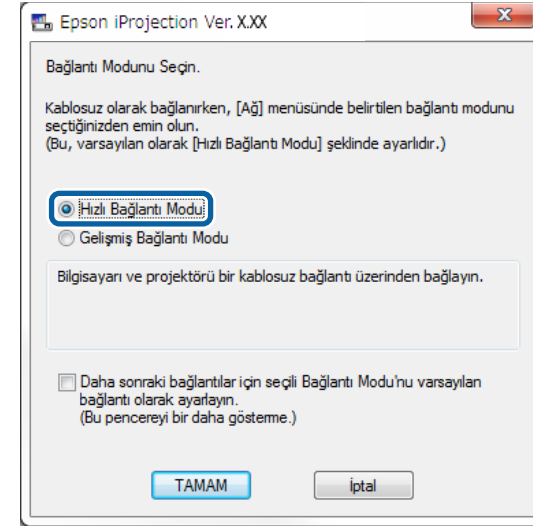 Epson iProjection Ver. X.XX
Bağlantı Modunu Seçin.
Kablosuz olarak bağlanırken, [Ağ] menüsünde belirtilen bağlantı modunu
seçtiğinizden emin olun.
(Bu, varsayılan olarak [Hızlı Bağlantı Modu] şeklinde ayarlıdır.)
Hızlı Bağlantı Modu
Gelişmiş Bağlantı Modu
Bilgisayarı ve projektörü bir kablosuz bağlantı üzerinden bağlayın.
Daha sonraki bağlantılar için seçili Bağlantı Modu'nu varsayılan
bağlantı olarak ayarlayın.
(Bu pencereyi bir daha gösterme.)
TAMAM
İptal